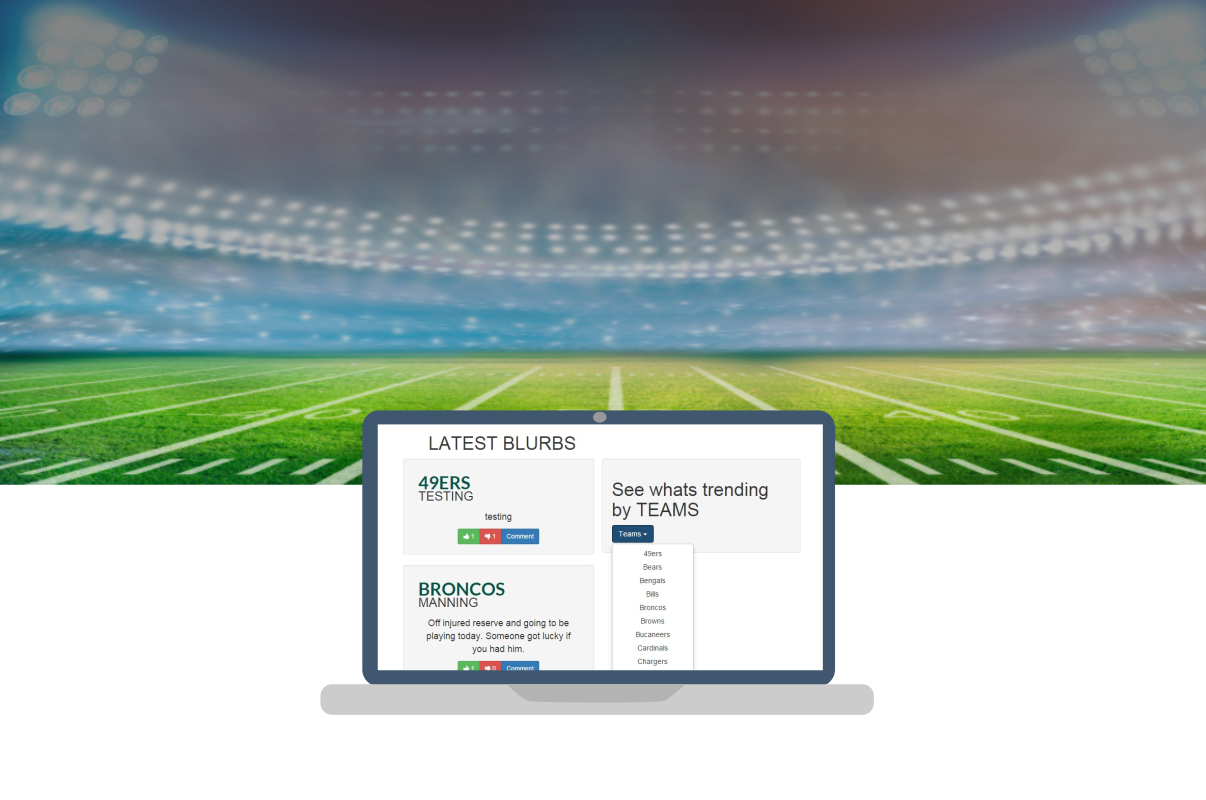 LATEST BLURBS
49ERS
TESTING
testing
1
1
Comment
BRONCOS
MANNING
Off injured reserve and going to be
playing today. Someone got lucky if
you had him.
1
0
Comment
See whats trending
by TEAMS
Teams
49ers
Bears
Bengals
Bills
Broncos
Browns
Bucaneers
Cardinals
Chargers